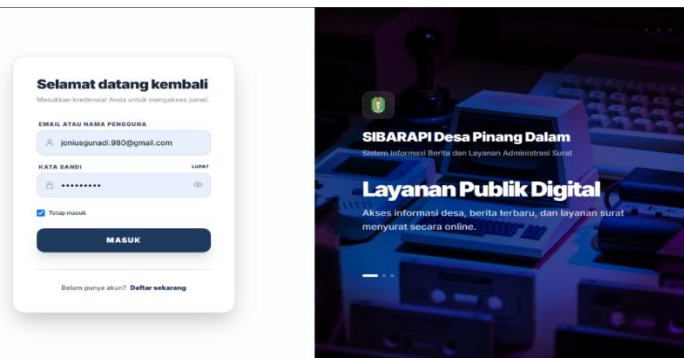 Selamat datang kembali
Masukkan kredensial Anda untuk mengakses panel.
EMAIL ATAU NAMA PENGGUNA
joniusgunadi.980@gmail.com
KATA SANDI
LUPA?
•••••••••
Tetap masuk
MASUK
Belum punya akun? Daftar sekarang
SIBARAPI Desa Pinang Dalam
Sistem Informasi Berita dan Layanan Administrasi Surat
Layanan Publik Digital
Akses informasi desa, berita terbaru, dan layanan surat
menyurat secara online.